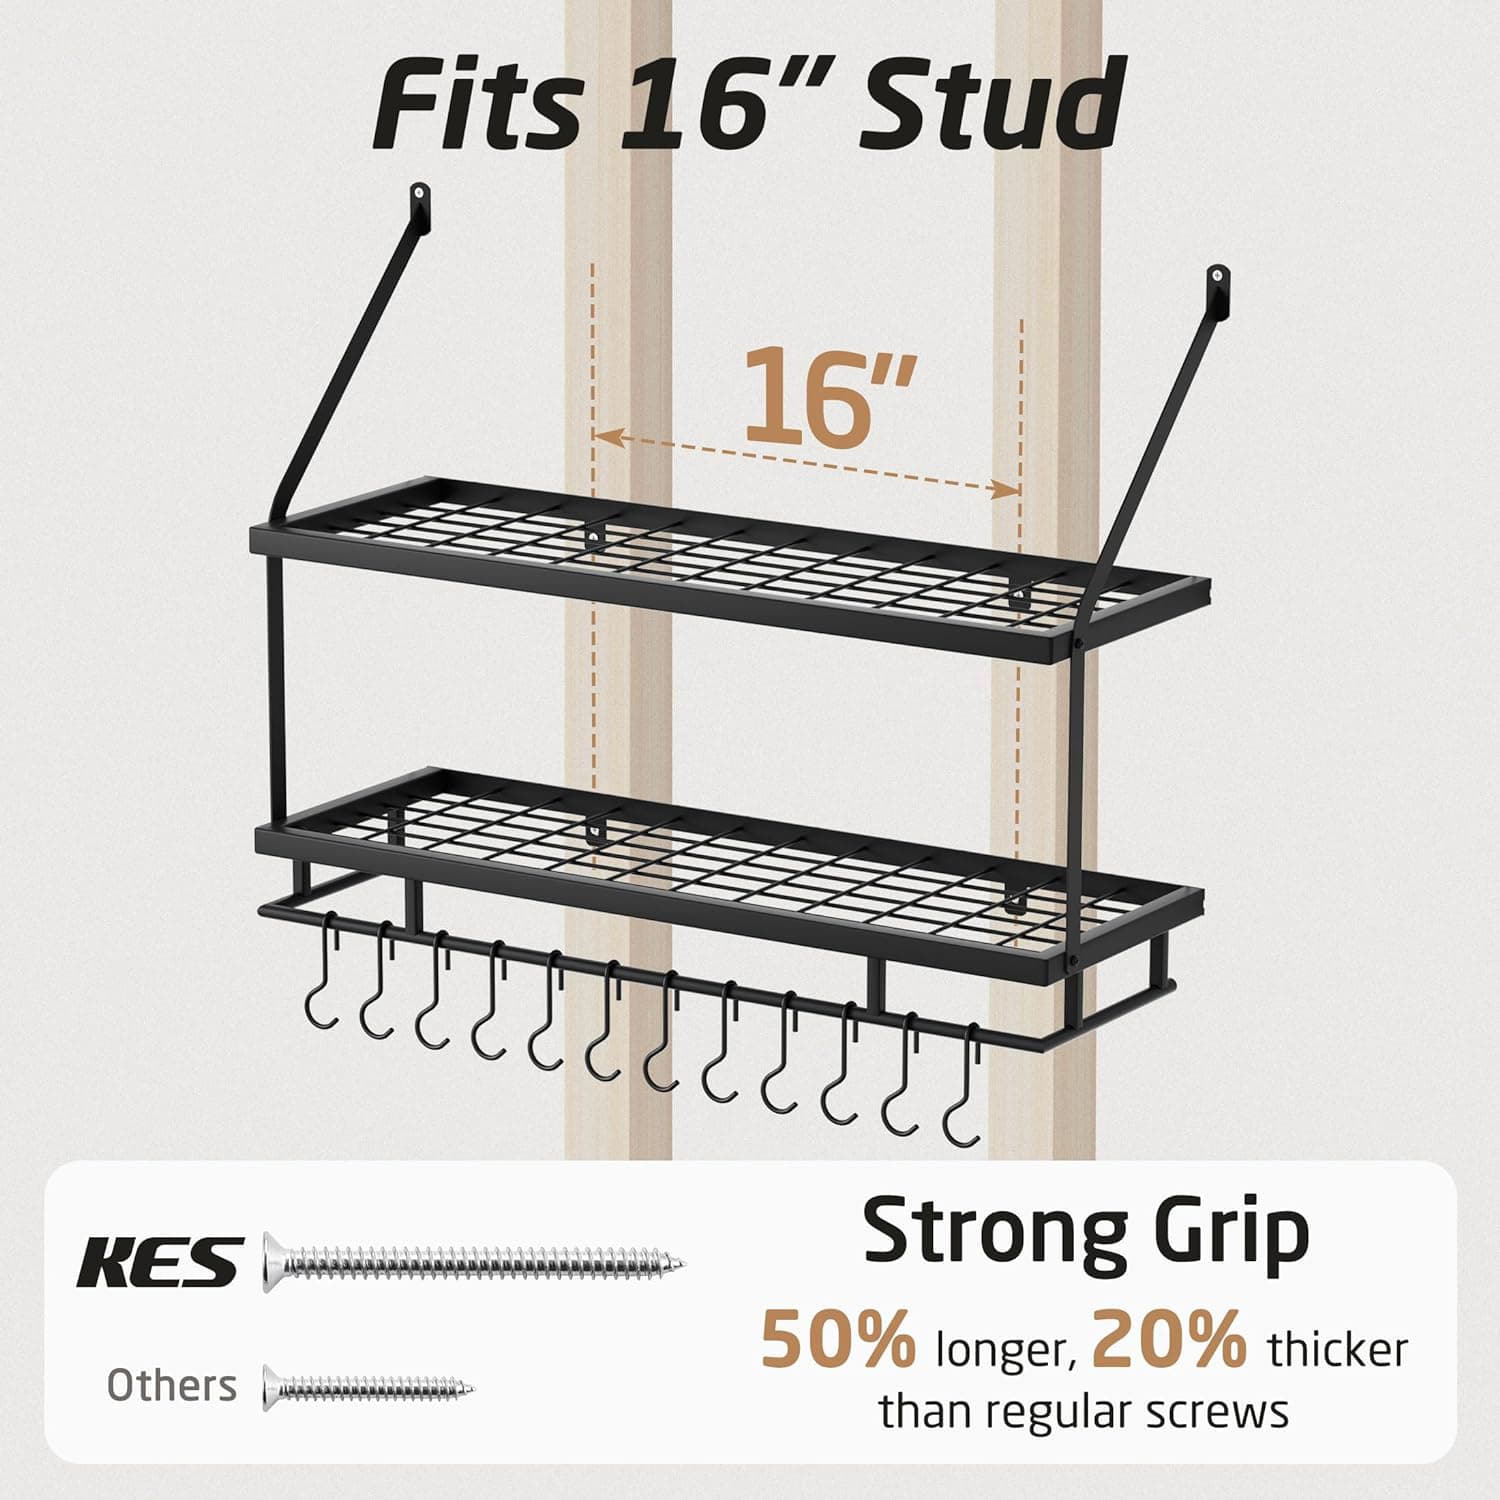 Fits 16" Stud
16"
KES
Others
Strong Grip
50% longer, 20% thicker
than regular screws